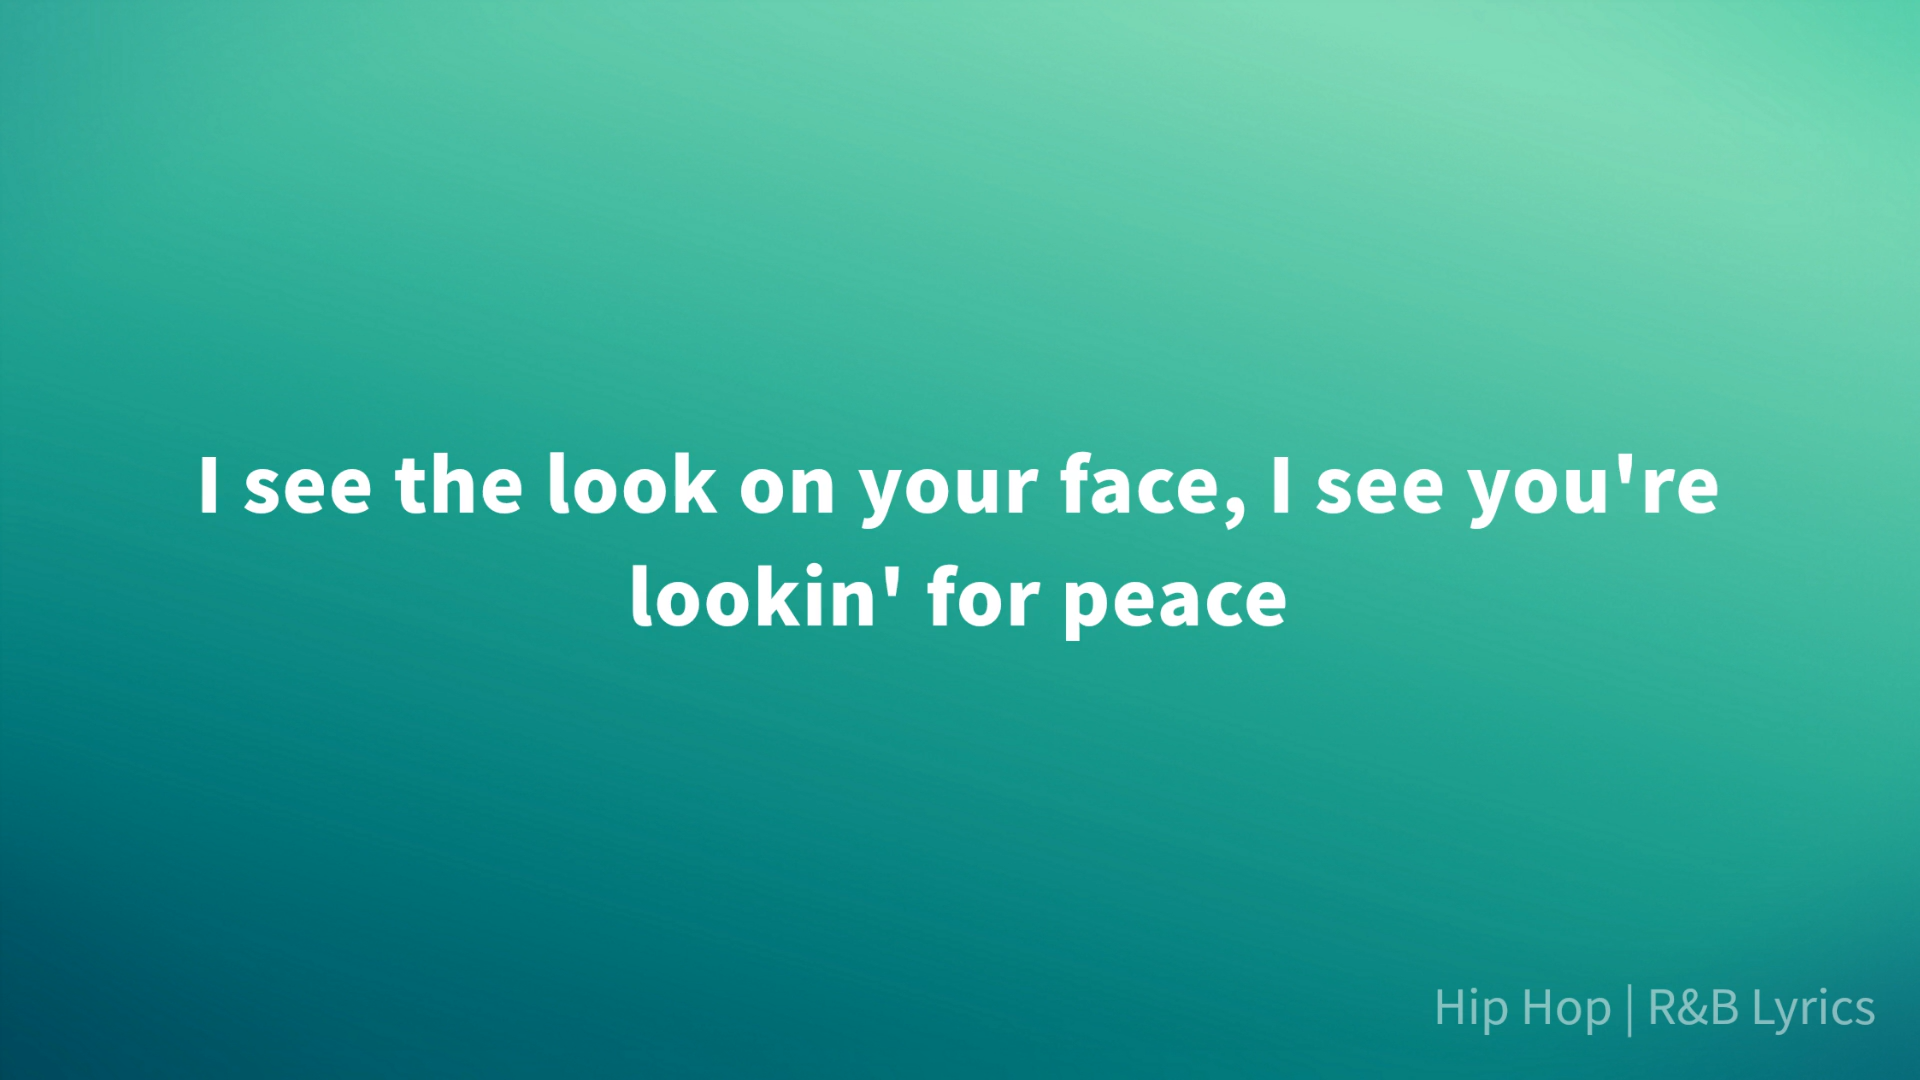 I see the look on your face, I see you're
lookin' for peace
Hip Hop | R&B Lyrics